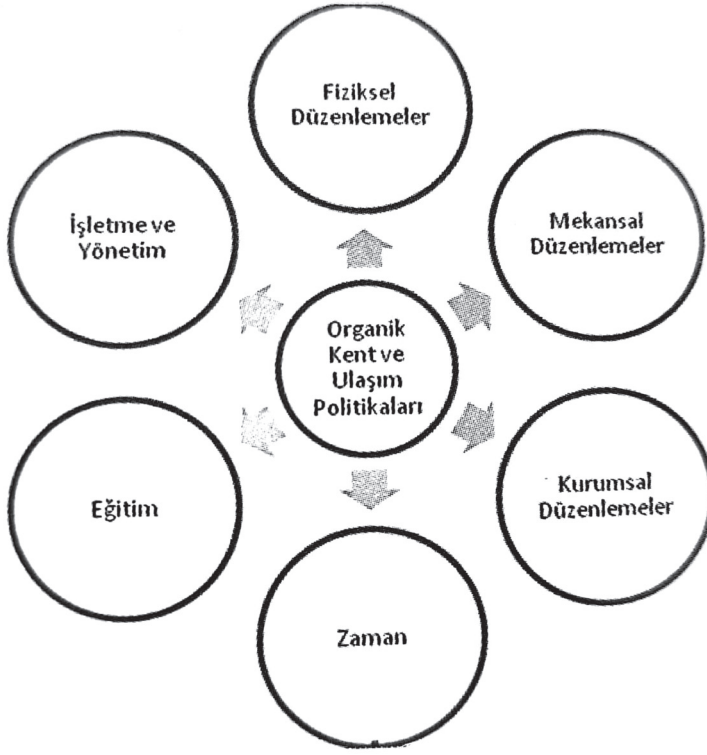 Fiziksel
Düzenlemeler
Mekansal
Düzenlemeler
Kurumsal
Düzenlemeler
Zaman
Eğitim
İşletme ve
Yönetim
Organik
Kent ve
Ulaşım
Politikaları